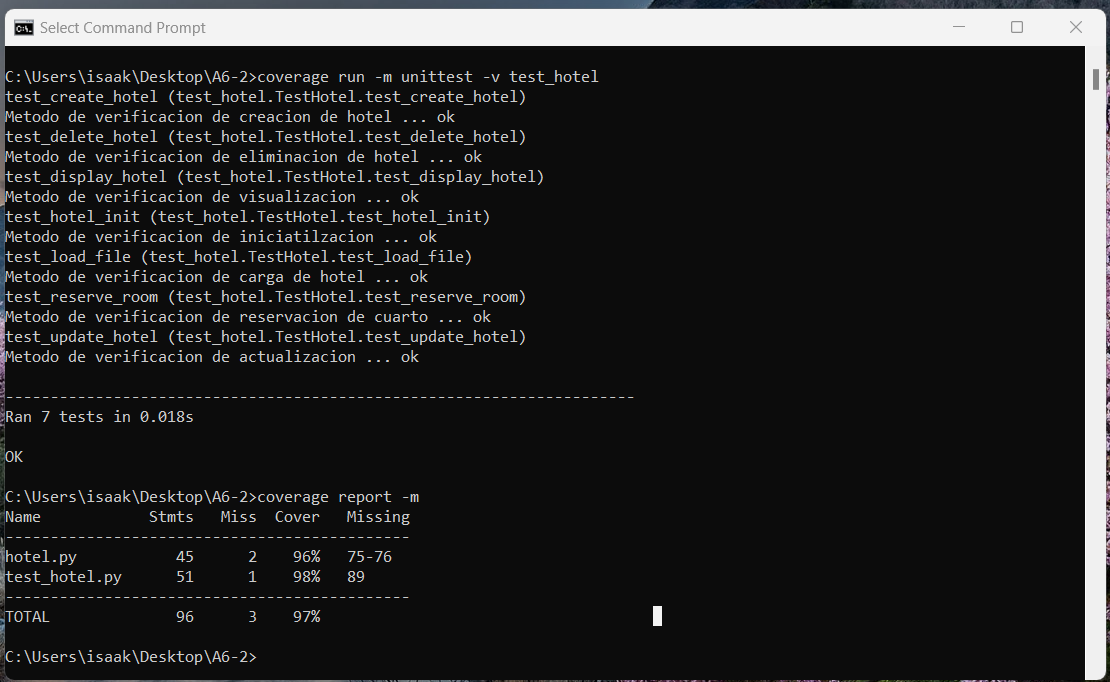 Select Command Prompt
C:\Users\isaak\Desktop\A6-2>coverage run -m unittest -v test_hotel
test_create_hotel (test_hotel.TestHotel.test_create_hotel)
Metodo de verificacion de creacion de hotel ... ok
test_delete_hotel (test_hotel.TestHotel.test_delete_hotel)
Metodo de verificacion de eliminacion de hotel ... ok
test_display_hotel (test_hotel.TestHotel.test_display_hotel)
Metodo de verificacion de visualizacion ... ok
test_hotel_init (test_hotel.TestHotel.test_hotel_init)
Metodo de verificacion de iniciatilzacion ... ok
test_load_file (test_hotel.TestHotel.test_load_file)
Metodo de verificacion de carga de hotel ... ok
test_reserve_room (test_hotel.TestHotel.test_reserve_room)
Metodo de verificacion de reservacion de cuarto ... ok
test_update_hotel (test_hotel.TestHotel.test_update_hotel)
Metodo de verificacion de actualizacion ... ok
----------------------------------------------------------------------
Ran 7 tests in 0.018s
OK
C:\Users\isaak\Desktop\A6-2>coverage report -m
Name            Stmts   Miss  Cover   Missing
---------------------------------------------
hotel.py           45      2    96%   75-76
test_hotel.py      51      1    98%   89
---------------------------------------------
TOTAL              96      3    97%
C:\Users\isaak\Desktop\A6-2>